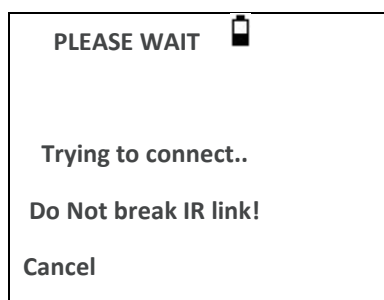 PLEASE WAIT
Trying to connect..
Do Not break IR link!
Cancel